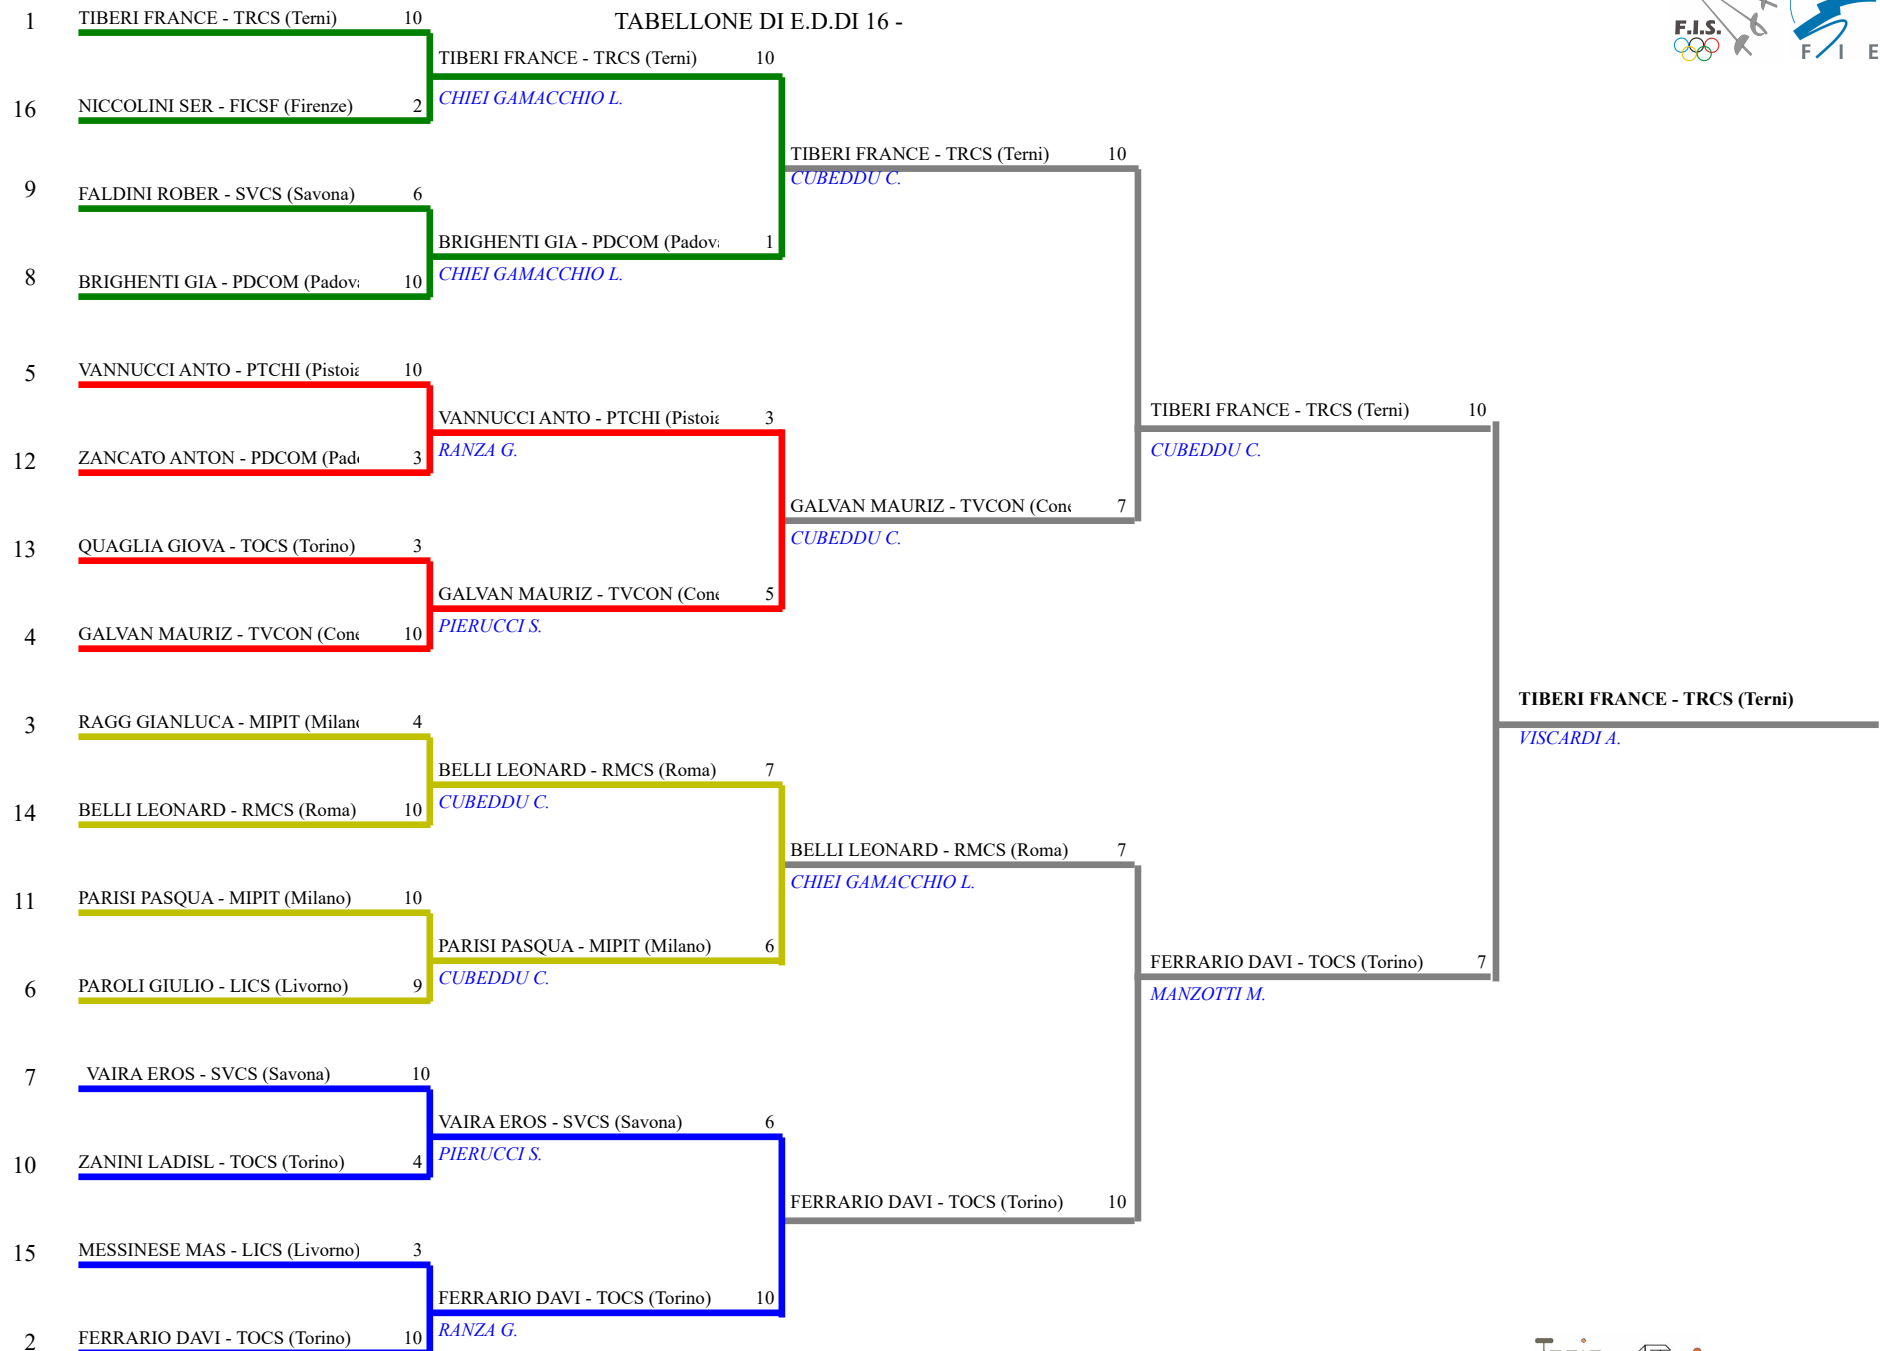 TABELLONE DI E.D.DI 16 -
F.I.S.
F I E
1 TIBERI FRANCE - TRCS (Terni) 10
16 NICCOLINI SER - FICSF (Firenze) 2
9 FALDINI ROBER - SVCS (Savona) 6
8 BRIGHENTI GIA - PDCOM (Padov 10
5 VANNUCCI ANTO - PTCHI (Pistoia 10
12 ZANCATO ANTON - PDCOM (Pad 3
13 QUAGLIA GIOVA - TOCS (Torino) 3
4 GALVAN MAURIZ - TVCON (Cone 10
3 RAGG GIANLUCA - MIPIT (Milano 4
14 BELLI LEONARD - RMCS (Roma) 10
11 PARISI PASQUA - MIPIT (Milano) 10
6 PAROLI GIULIO - LICS (Livorno) 9
7 VAIRA EROS - SVCS (Savona) 10
10 ZANINI LADISL - TOCS (Torino) 4
15 MESSINESE MAS - LICS (Livorno) 3
2 FERRARIO DAVI - TOCS (Torino) 10
TIBERI FRANCE - TRCS (Terni) 10
CHIEI GAMACCHIO L.
BRIGHENTI GIA - PDCOM (Padov 1
CHIEI GAMACCHIO L.
VANNUCCI ANTO - PTCHI (Pistoia 3
RANZA G.
GALVAN MAURIZ - TVCON (Cone 5
PIERUCCI S.
BELLI LEONARD - RMCS (Roma) 7
CUBEDDU C.
PARISI PASQUA - MIPIT (Milano) 6
CUBEDDU C.
VAIRA EROS - SVCS (Savona) 6
PIERUCCI S.
FERRARIO DAVI - TOCS (Torino) 10
RANZA G.
TIBERI FRANCE - TRCS (Terni) 10
CUBEDDU C.
GALVAN MAURIZ - TVCON (Cone 7
CUBEDDU C.
BELLI LEONARD - RMCS (Roma) 7
CHIEI GAMACCHIO L.
FERRARIO DAVI - TOCS (Torino) 10
TIBERI FRANCE - TRCS (Terni) 10
CUBEDDU C.
FERRARIO DAVI - TOCS (Torino) 7
MANZOTTI M.
TIBERI FRANCE - TRCS (Terni)
VISCARDI A.